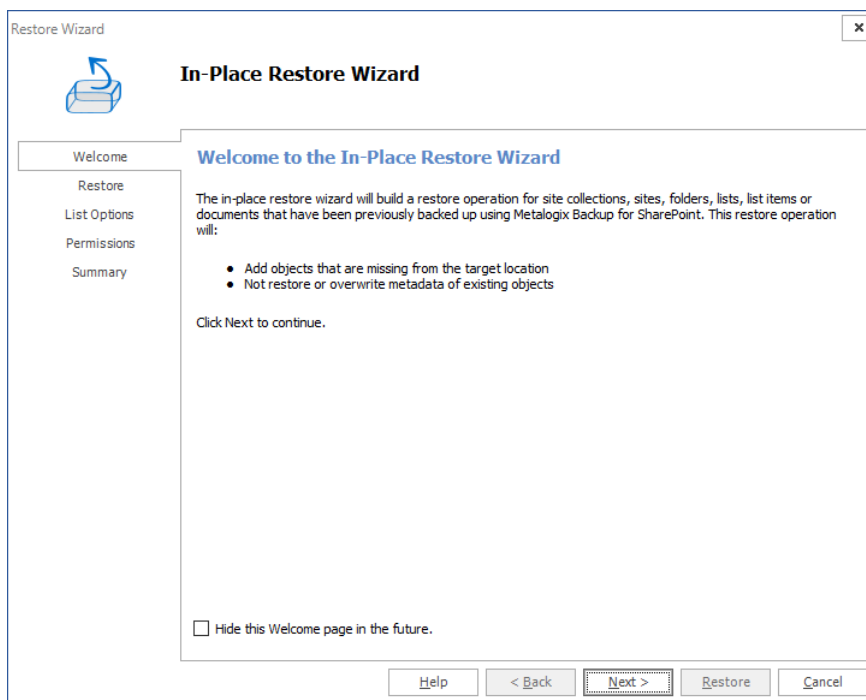 Restore Wizard
In-Place Restore Wizard
Welcome
Restore
List Options
Permissions
Summary
Welcome to the In-Place Restore Wizard
The in-place restore wizard will build a restore operation for site collections, sites, folders, lists, list items or
documents that have been previously backed up using Metalogix Backup for SharePoint. This restore operation
will:
● Add objects that are missing from the target location
● Not restore or overwrite metadata of existing objects
Click Next to continue.
Hide this Welcome page in the future.
Help < Back Next > Restore Cancel